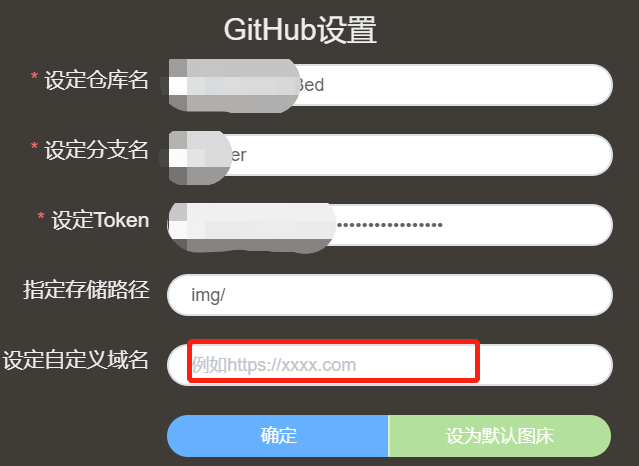 GitHub设置
* 设定仓库名
Bed
* 设定分支名
er
* 设定Token
指定存储路径
img/
设定自定义域名
例如https://xxxx.com
确定
设为默认图床